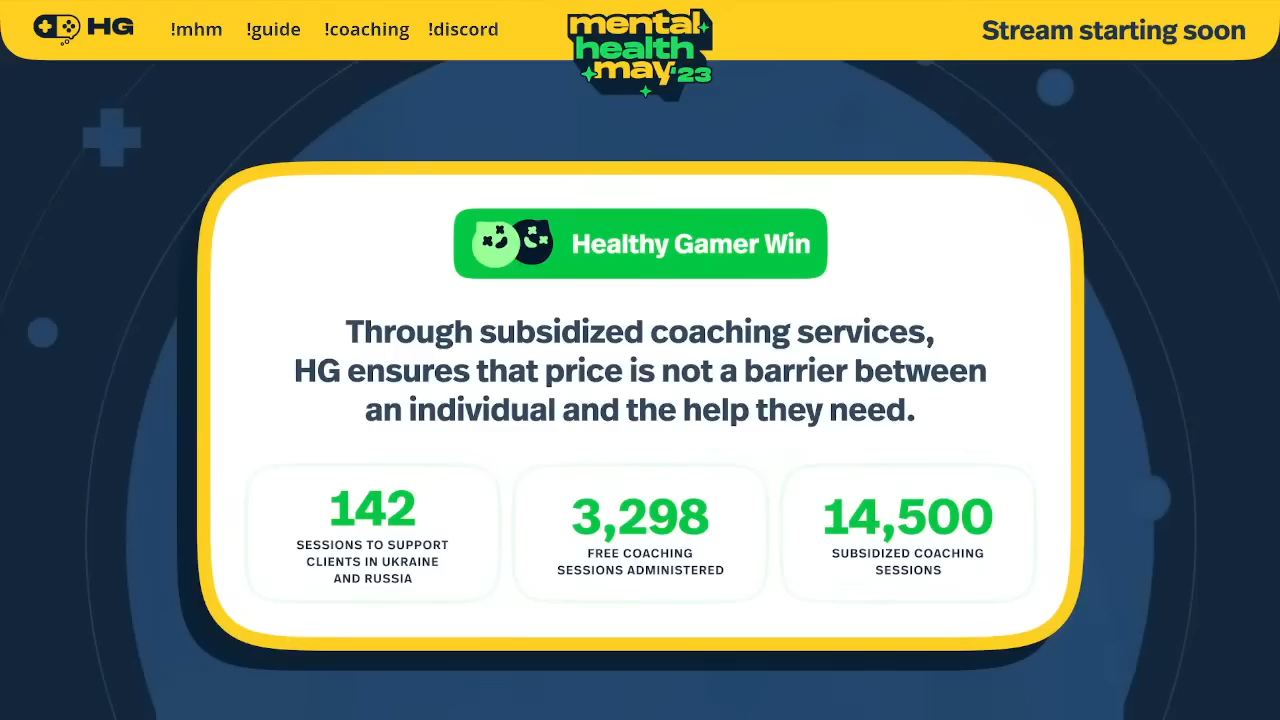 HG
!mhm !guide !coaching !discord
mental
health
may '23
Stream starting soon
Healthy Gamer Win
Through subsidized coaching services,
HG ensures that price is not a barrier between
an individual and the help they need.
142
SESSIONS TO SUPPORT
CLIENTS IN UKRAINE
AND RUSSIA
3,298
FREE COACHING
SESSIONS ADMINISTERED
14,500
SUBSIDIZED COACHING
SESSIONS